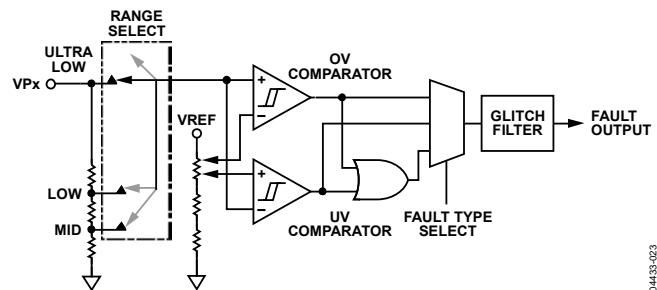 RANGE
SELECT
ULTRA
LOW
VPx
LOW
MID
VREF
OV
COMPARATOR
+
−
+
−
UV
COMPARATOR
FAULT TYPE
SELECT
GLITCH
FILTER
FAULT
OUTPUT
04433-023